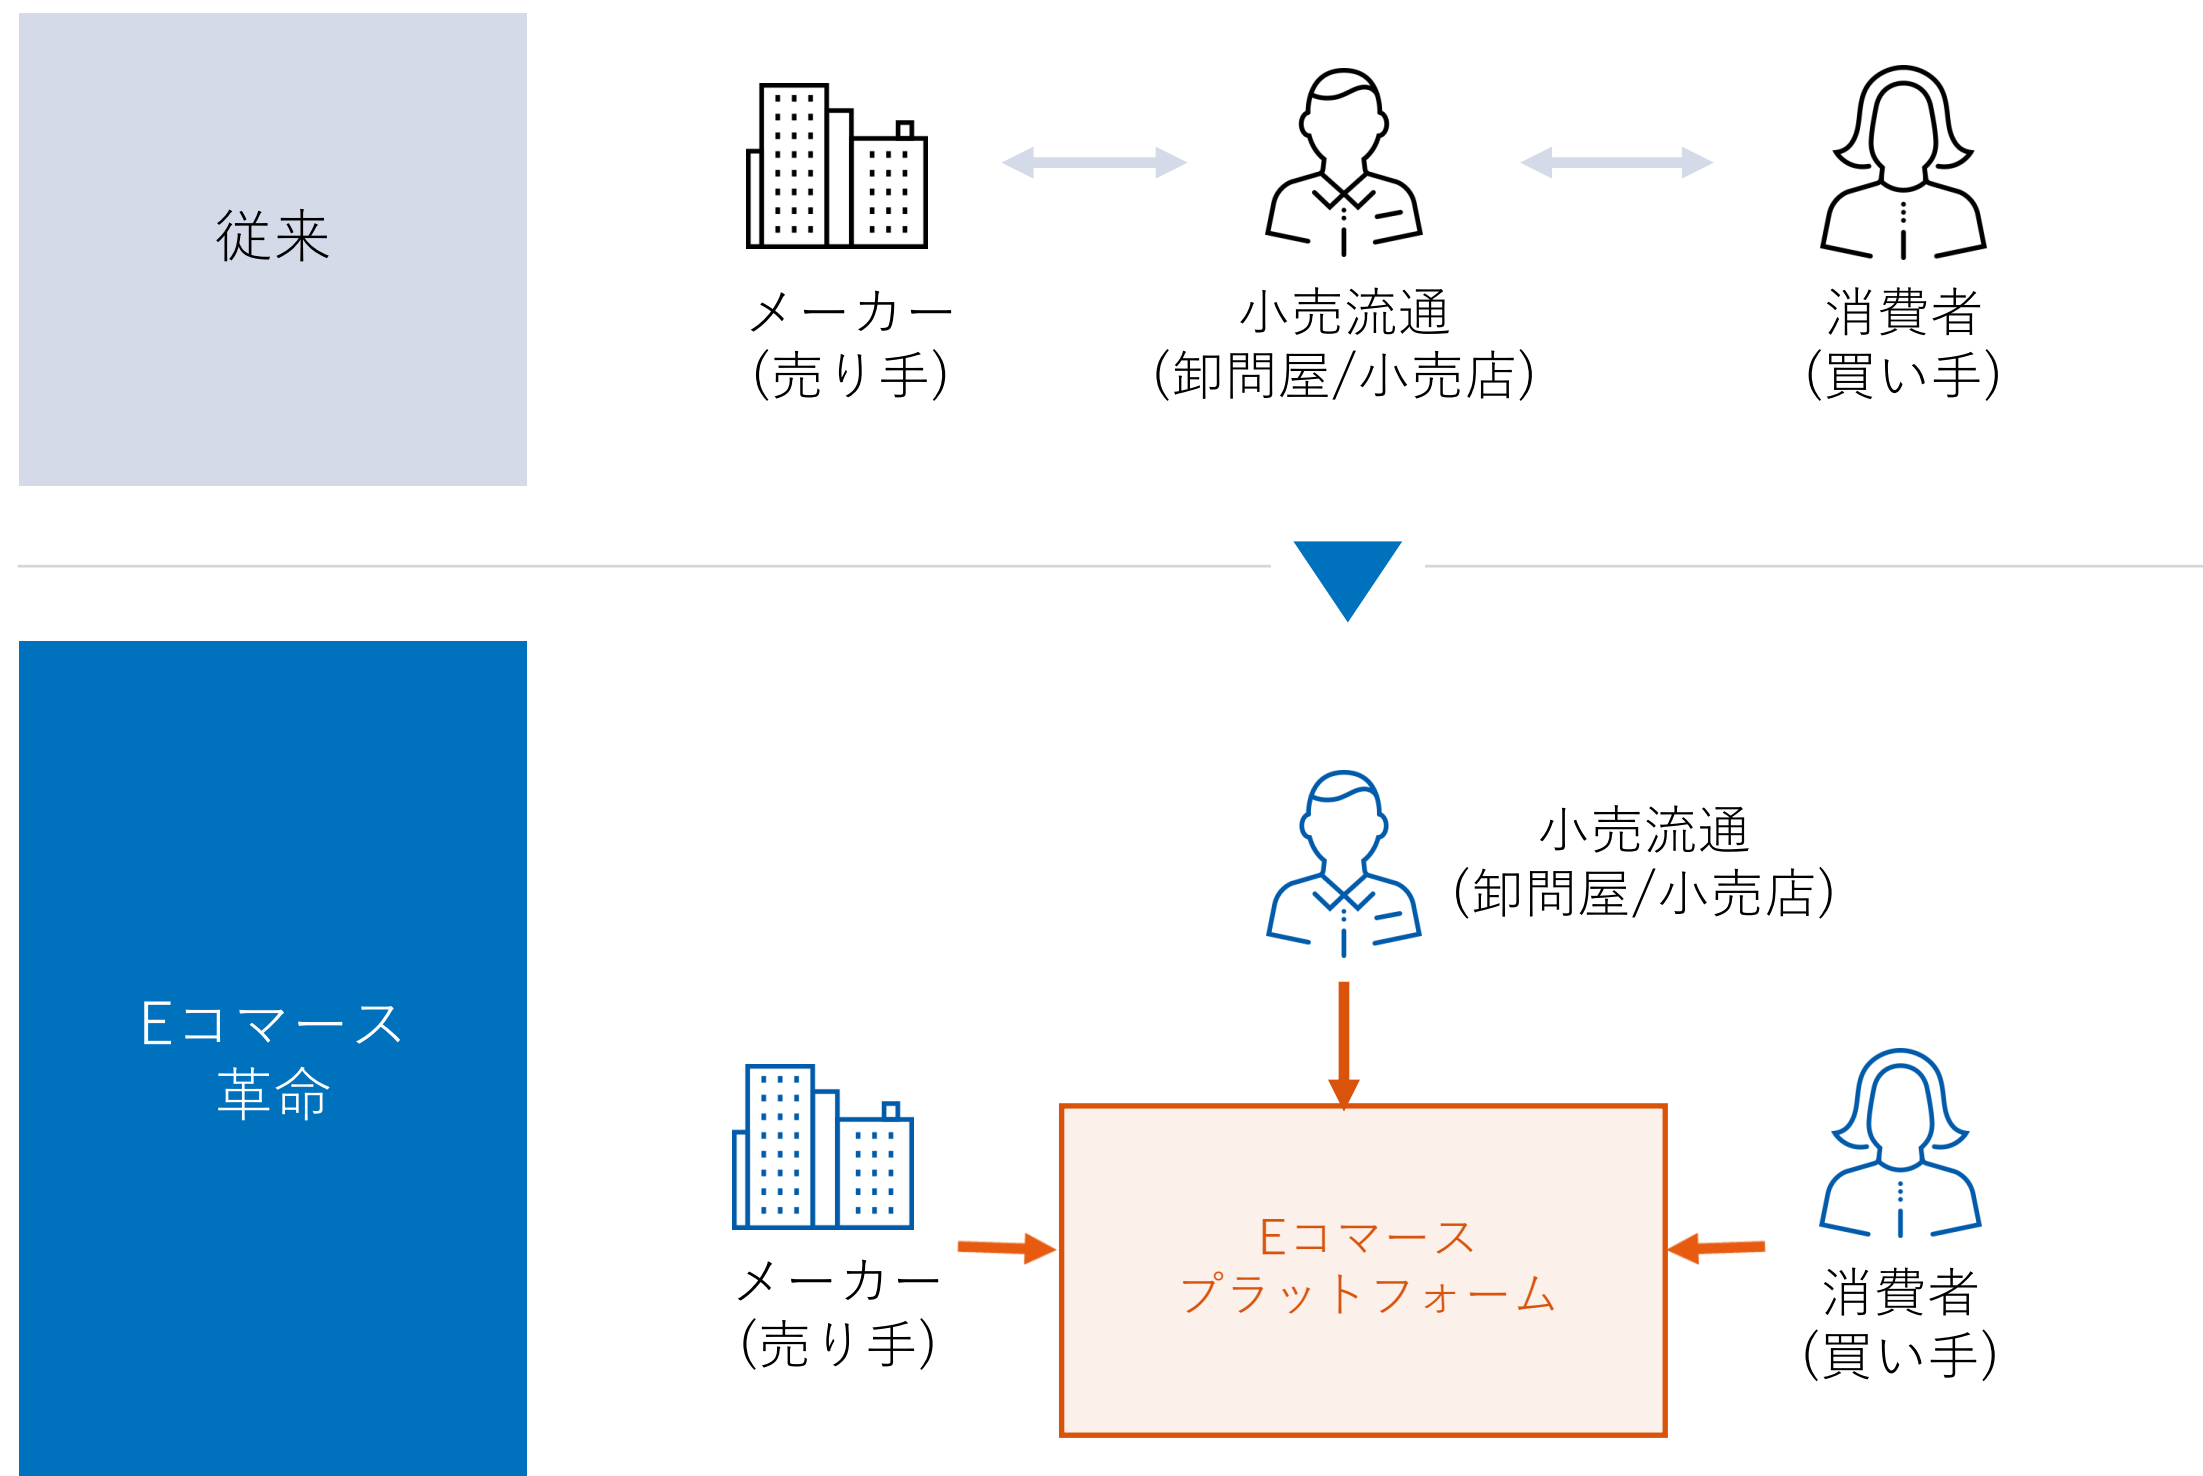 従来
メーカー
(売り手)
小売流通
(卸問屋/小売店)
消費者
(買い手)
Eコマース
革命
小売流通
(卸問屋/小売店)
メーカー
(売り手)
Eコマース
プラットフォーム
消費者
(買い手)